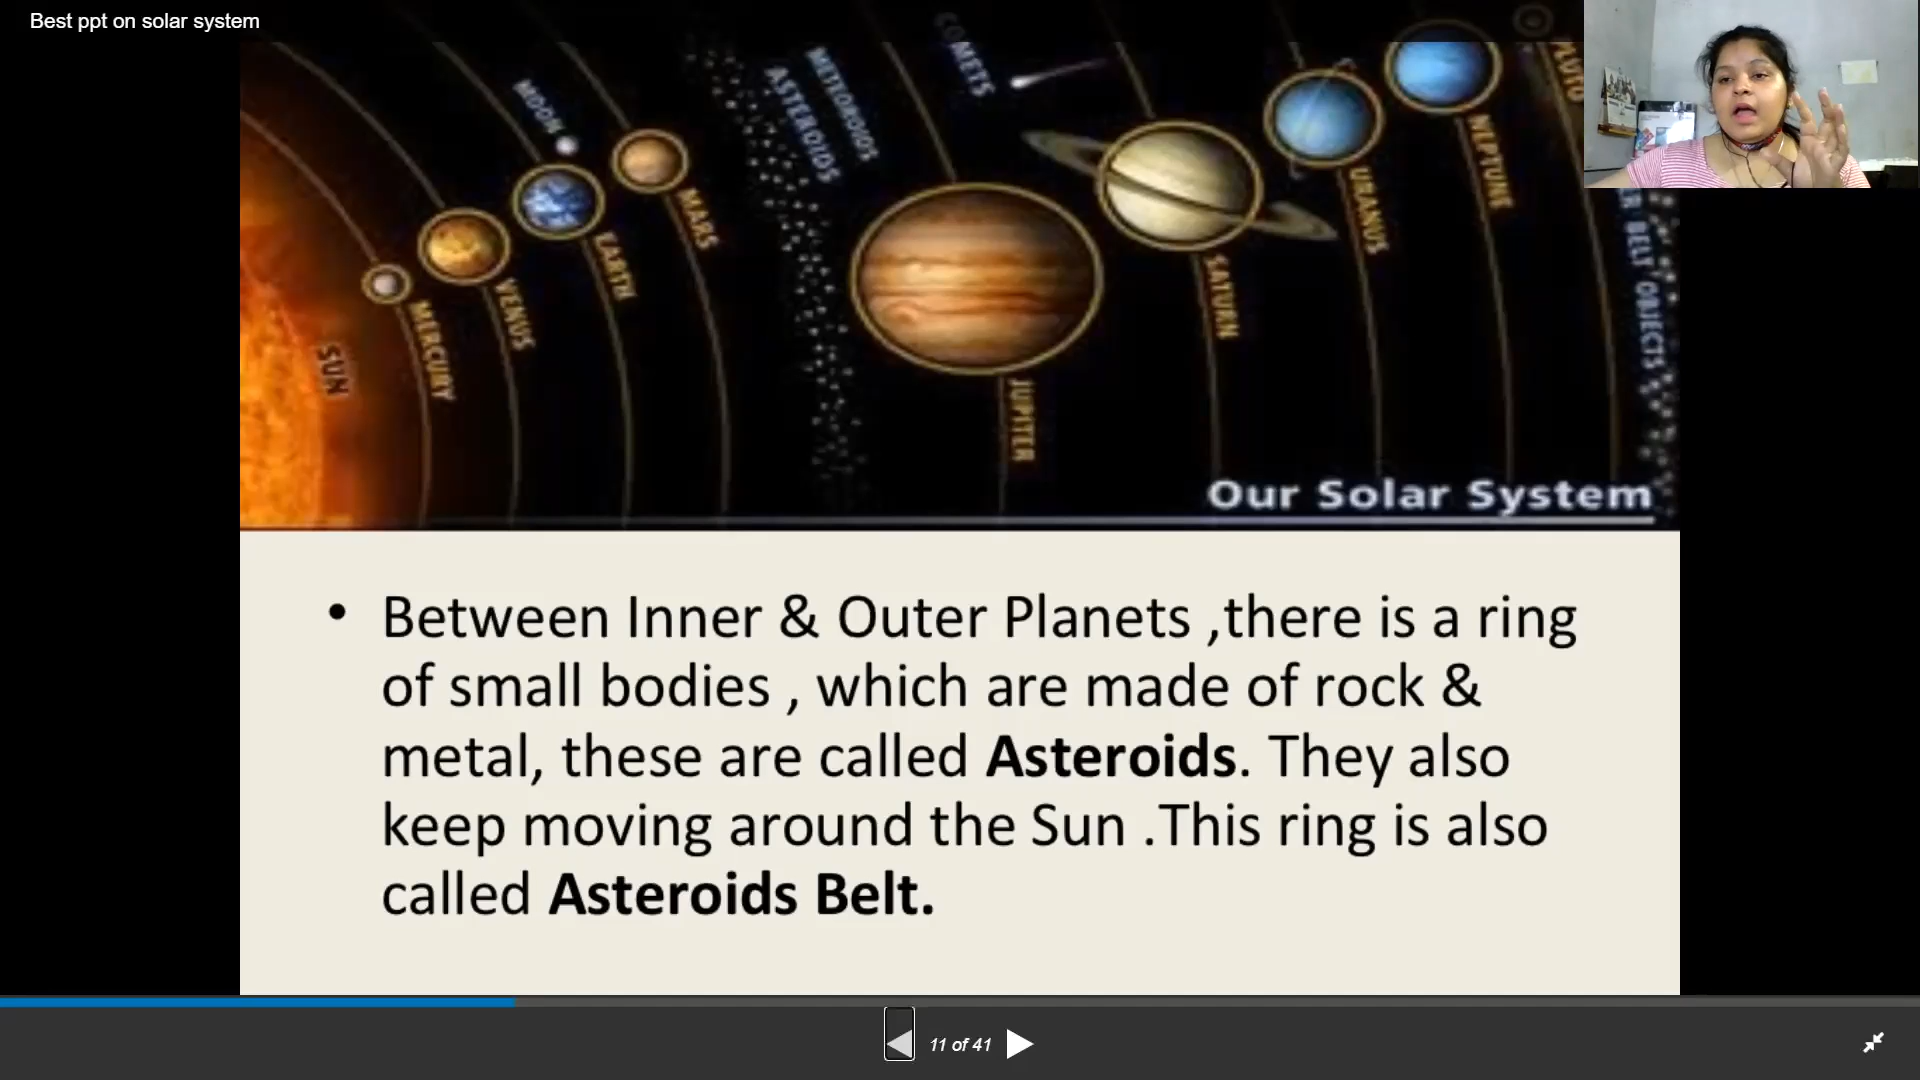 Best ppt on solar system
COMETS
METEOROIDS
ASTEROIDS
MOON
PLUTO
NEPTUNE
URANUS
MARS
EARTH
SATURN
VENUS
MERCURY
SUN
JUPITER
BELT OBJECTS
Our Solar System
• Between Inner & Outer Planets ,there is a ring
of small bodies , which are made of rock &
metal, these are called Asteroids. They also
keep moving around the Sun .This ring is also
called Asteroids Belt.
11 of 41